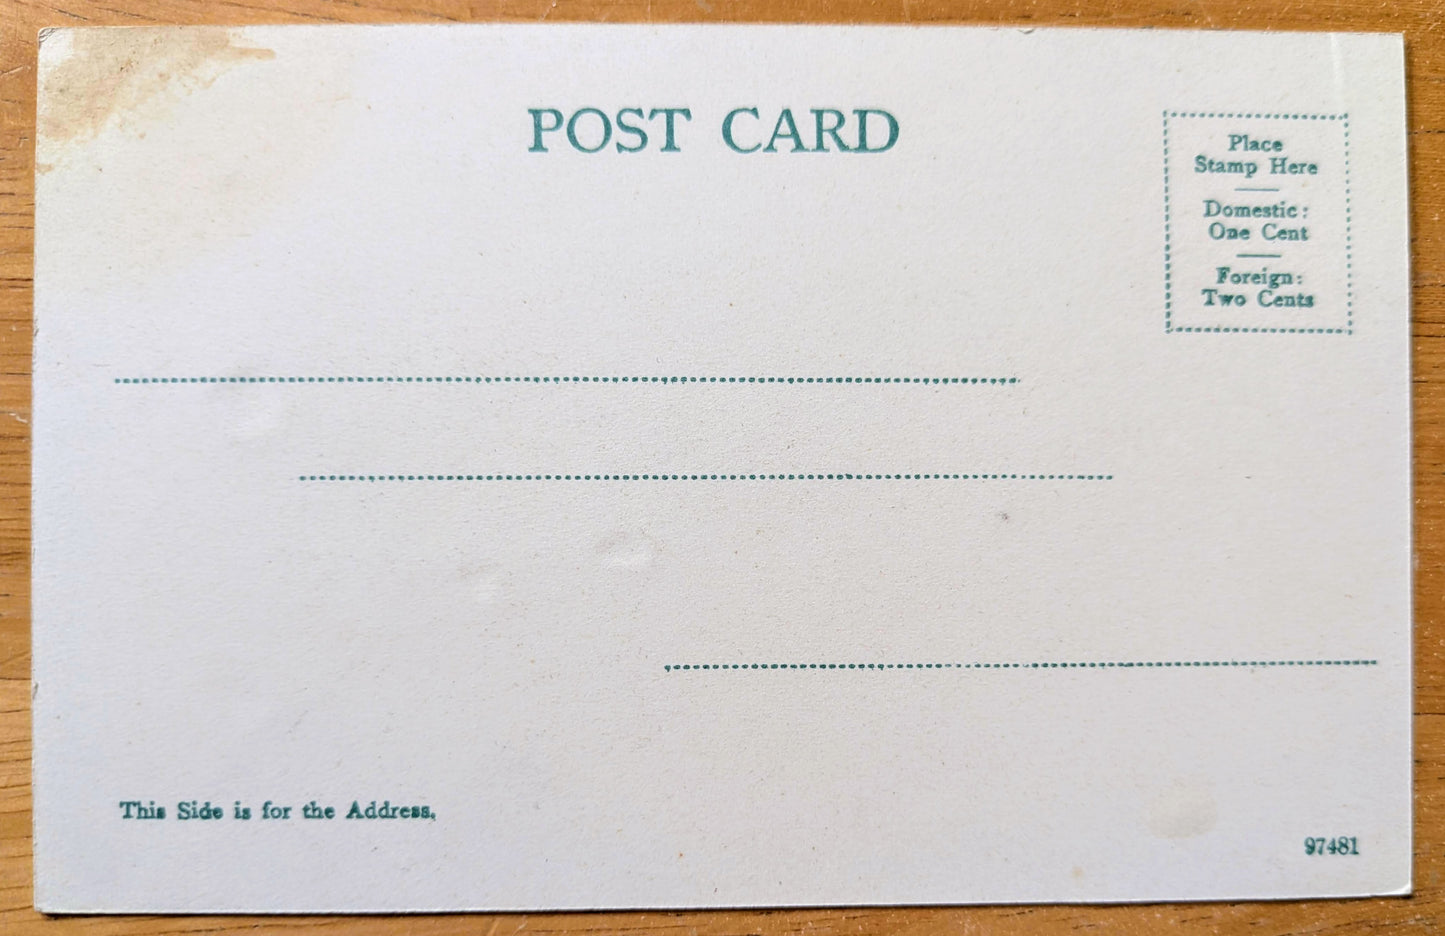 POST CARD
Place
Stamp Here
Domestic:
One Cent
Foreign:
Two Cents
This Side is for the Address.
97481